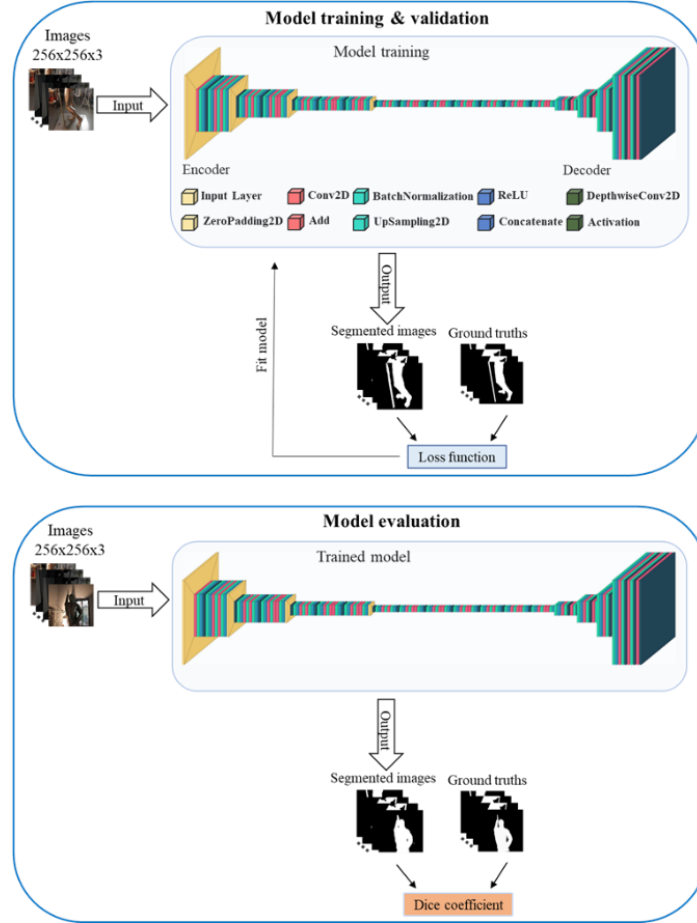 Model training & validation
Images
256x256x3
Input
Model training
Encoder
Decoder
Input Layer
Conv2D
BatchNormalization
ReLU
DepthwiseConv2D
ZeroPadding2D
Add
UpSampling2D
Concatenate
Activation
Output
Fit model
Segmented images
Ground truths
Loss function
Model evaluation
Images
256x256x3
Input
Trained model
Output
Segmented images
Ground truths
Dice coefficient